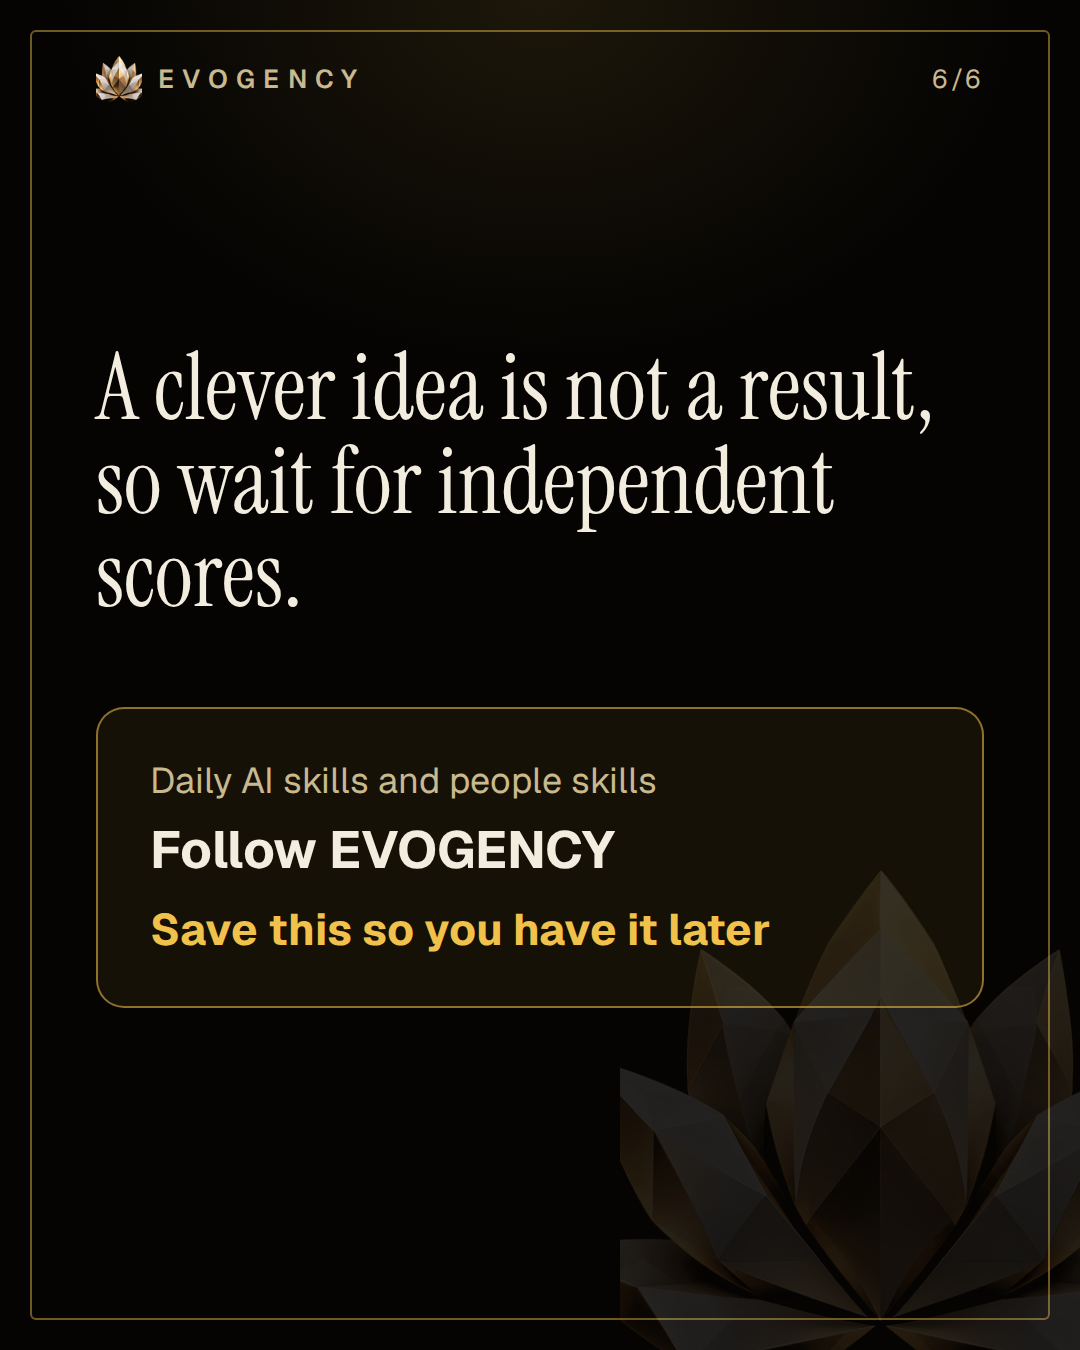 EVOGENCY
6/6
A clever idea is not a result,
so wait for independent
scores.
Daily AI skills and people skills
Follow EVOGENCY
Save this so you have it later